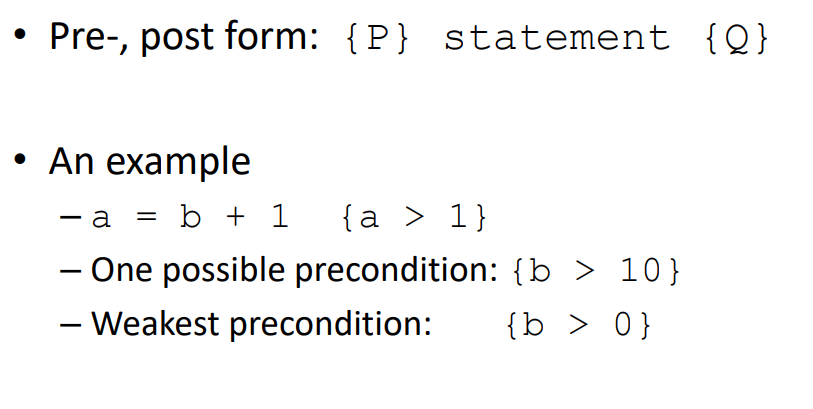 • Pre-, post form: {P} statement {Q}
• An example
– a = b + 1 {a > 1}
– One possible precondition: {b > 10}
– Weakest precondition: {b > 0}